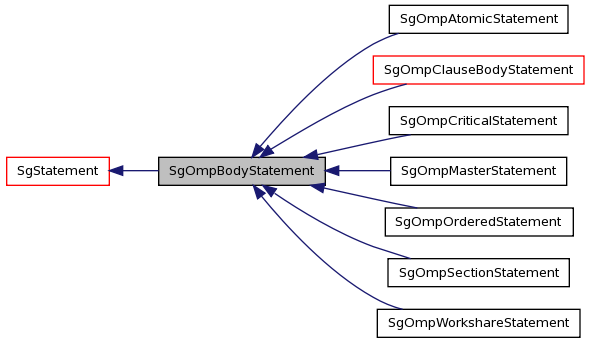 SgOmpAtomicStatement
SgOmpClauseBodyStatement
SgOmpCriticalStatement
SgStatement
SgOmpBodyStatement
SgOmpMasterStatement
SgOmpOrderedStatement
SgOmpSectionStatement
SgOmpWorkshareStatement